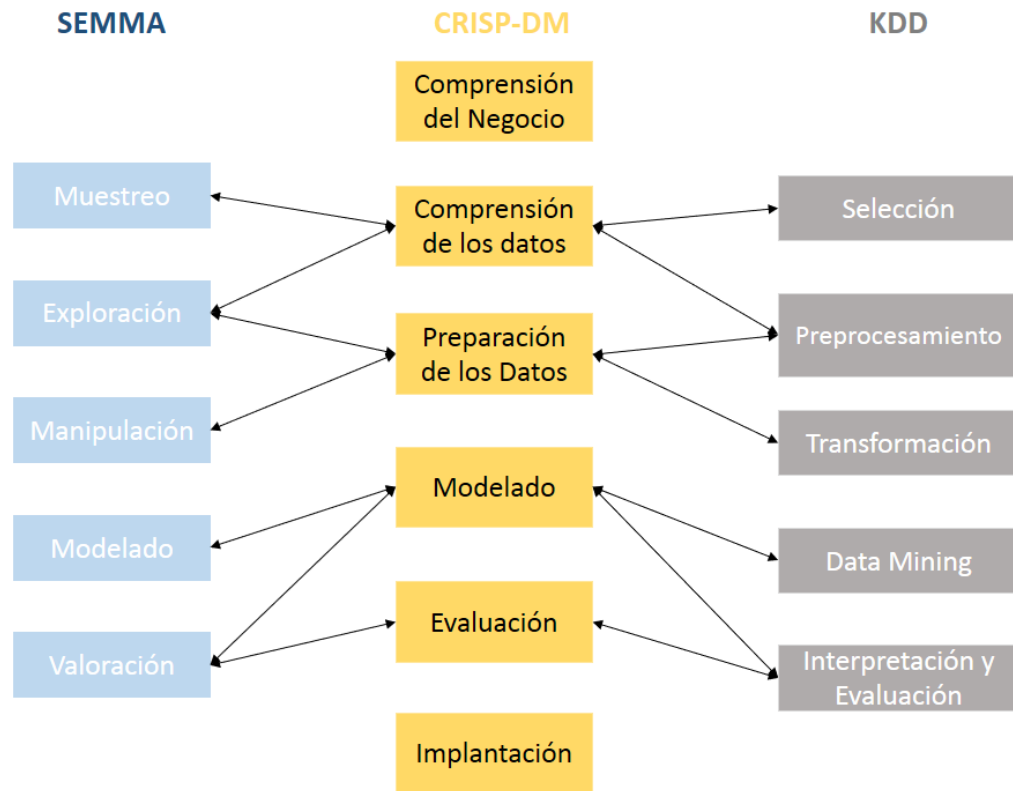 SEMMA
CRISP-DM
KDD
Comprensión
del Negocio
Muestreo
Comprensión
de los datos
Selección
Exploración
Preparación
de los Datos
Preprocesamiento
Manipulación
Transformación
Modelado
Modelado
Data Mining
Evaluación
Valoración
Interpretación y
Evaluación
Implantación